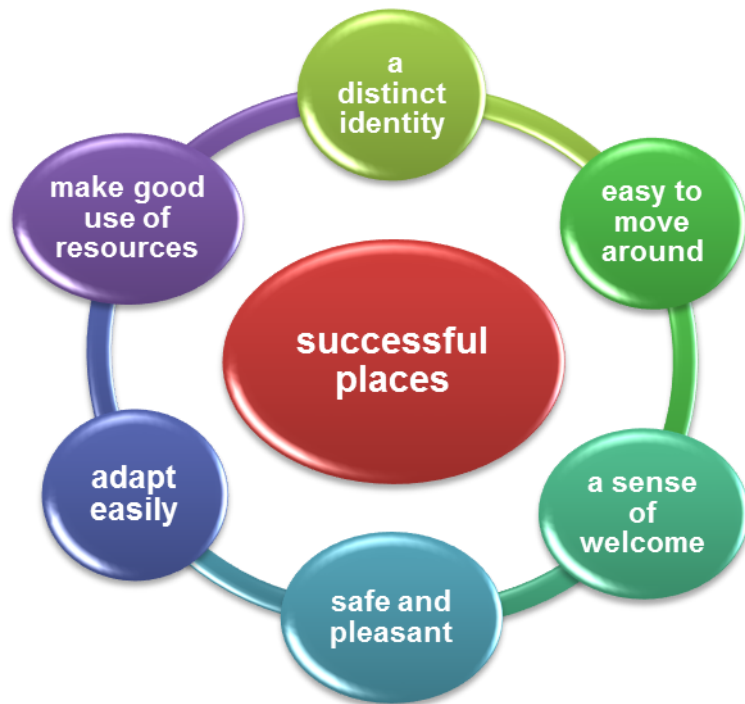 a
distinct
identity
easy to
move
around
a sense
of
welcome
safe and
pleasant
adapt
easily
make good
use of
resources
successful
places